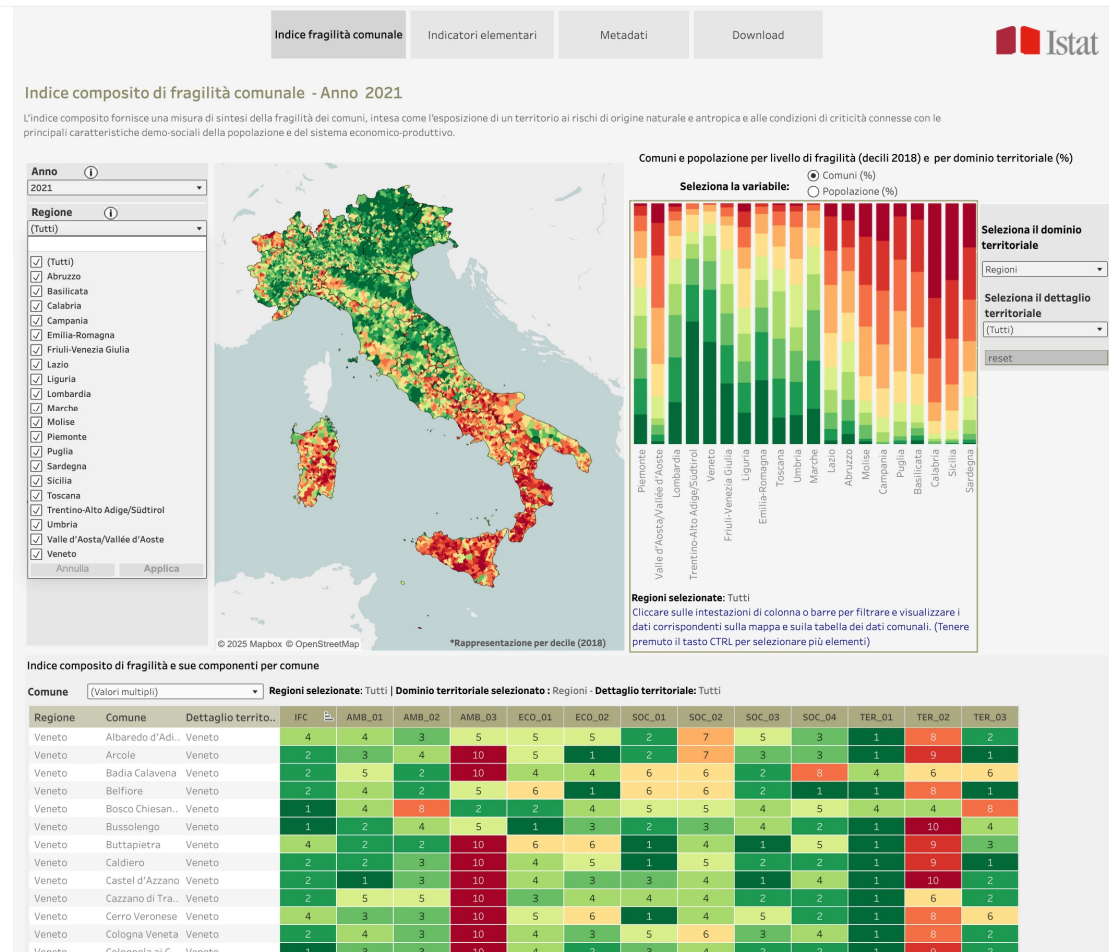 Indice fragilità comunale
Indicatori elementari
Metadati
Download
Istat
Indice composito di fragilità comunale - Anno 2021
L'indice composito fornisce una misura di sintesi della fragilità dei comuni, intesa come l'esposizione di un territorio ai rischi di origine naturale e antropica e alle condizioni di criticità connesse con le
principali caratteristiche demo-sociali della popolazione e del sistema economico-produttivo.
Anno
2021
Regione
(Tutti)
(Tutti)
Abruzzo
Basilicata
Calabria
Campania
Emilia-Romagna
Friuli-Venezia Giulia
Lazio
Liguria
Lombardia
Marche
Molise
Piemonte
Puglia
Sardegna
Sicilia
Toscana
Trentino-Alto Adige/Südtirol
Umbria
Valle d'Aosta/Vallée d'Aoste
Veneto
Annulla Applica
© 2025 Mapbox © OpenStreetMap
*Rappresentazione per decile (2018)
Comuni e popolazione per livello di fragilità (decili 2018) e per dominio territoriale (%)
Seleziona la variabile:
Comuni (%)
Popolazione (%)
Piemonte
Valle d'Aosta/Vallée d'Aoste
Lombardia
Trentino-Alto Adige/Südtirol
Veneto
Friuli-Venezia Giulia
Liguria
Emilia-Romagna
Toscana
Umbria
Marche
Lazio
Abruzzo
Molise
Campania
Puglia
Basilicata
Calabria
Sicilia
Sardegna
Regioni selezionate: Tutti
Cliccare sulle intestazioni di colonna o barre per filtrare e visualizzare i
dati corrispondenti sulla mappa e sulla tabella dei dati comunali. (Tenere
premuto il tasto CTRL per selezionare più elementi)
Seleziona il dominio
territoriale
Regioni
Seleziona il dettaglio
territoriale
(Tutti)
reset
Indice composito di fragilità e sue componenti per comune
Comune (Valori multipli) Regioni selezionate: Tutti | Dominio territoriale selezionato : Regioni - Dettaglio territoriale: Tutti
Regione Comune Dettaglio territo.. IFC AMB_01 AMB_02 AMB_03 ECO_01 ECO_02 SOC_01 SOC_02 SOC_03 SOC_04 TER_01 TER_02 TER_03
Veneto Albaredo d'Adi.. Veneto 4 4 3 5 5 5 2 7 5 3 1 8 2
Veneto Arcole Veneto 2 3 4 10 5 1 2 7 3 3 1 9 1
Veneto Badia Calavena Veneto 2 5 2 10 4 4 6 6 2 8 4 6 6
Veneto Belfiore Veneto 2 4 2 5 6 1 6 6 2 1 1 8 1
Veneto Bosco Chiesan.. Veneto 1 4 8 2 2 4 5 5 4 5 4 4 8
Veneto Bussolengo Veneto 1 2 4 5 1 3 2 3 4 2 1 10 4
Veneto Buttapietra Veneto 4 2 2 10 6 6 1 4 1 5 1 9 3
Veneto Caldiero Veneto 2 2 3 10 4 5 1 5 2 2 1 9 1
Veneto Castel d'Azzano Veneto 2 1 3 10 4 3 3 4 1 4 1 10 2
Veneto Cazzano di Tra.. Veneto 2 5 5 10 3 4 4 4 2 2 1 6 2
Veneto Cerro Veronese Veneto 4 3 3 10 5 6 1 4 5 2 1 8 6
Veneto Cologna Veneta Veneto 2 4 3 10 4 3 5 6 3 4 1 8 2